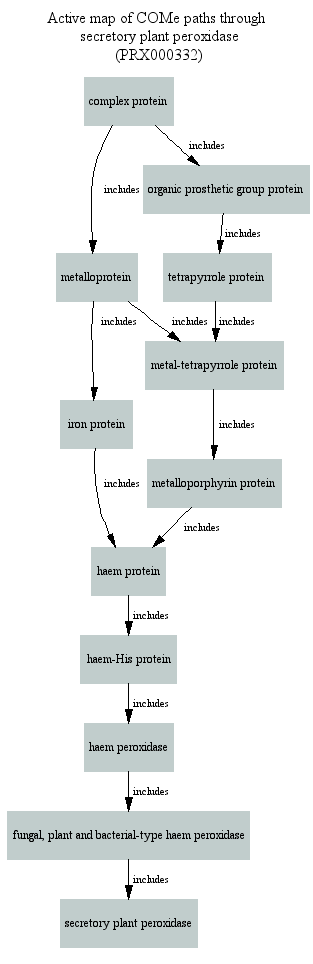 Active map of COMe paths through
secretory plant peroxidase
(PRX000332)
complex protein
includes
organic prosthetic group protein
includes
includes
metalloprotein
tetrapyrrole protein
includes
includes
includes
metal-tetrapyrrole protein
iron protein
includes
metalloporphyrin protein
includes
includes
haem protein
includes
haem-His protein
includes
haem peroxidase
includes
fungal, plant and bacterial-type haem peroxidase
includes
secretory plant peroxidase